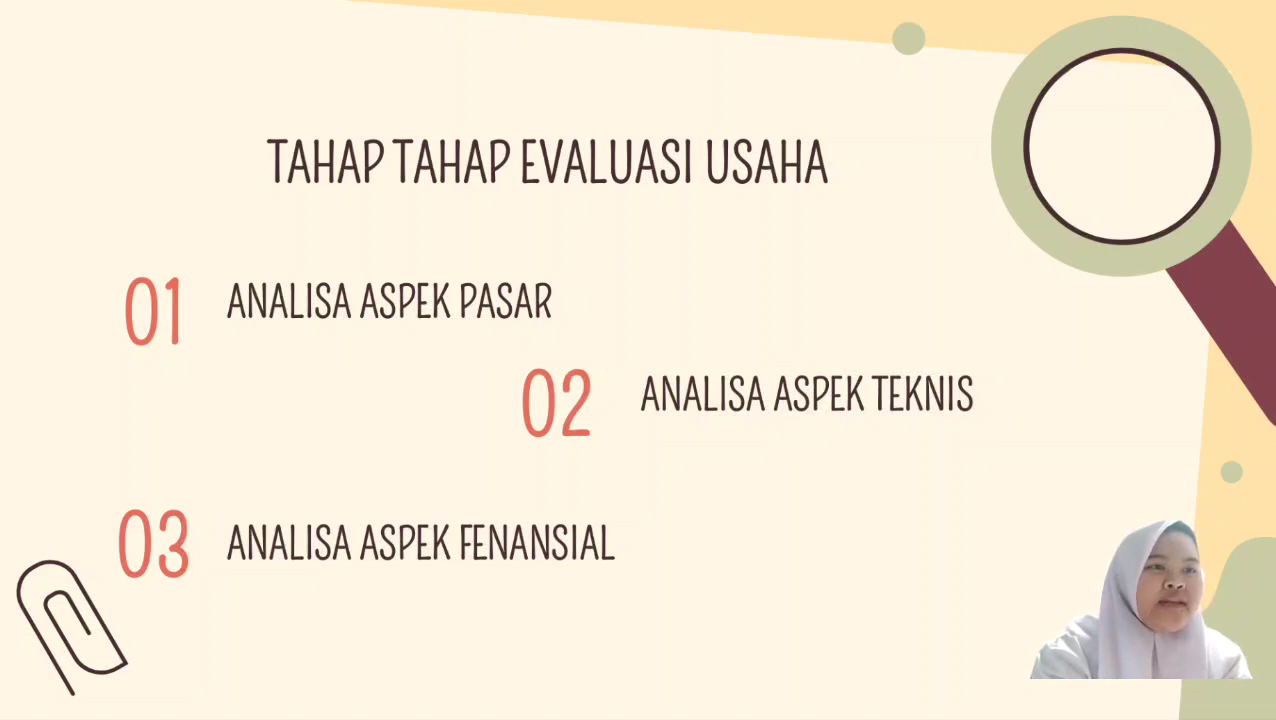 TAHAP TAHAP EVALUASI USAHA
01 ANALISA ASPEK PASAR
02 ANALISA ASPEK TEKNIS
03 ANALISA ASPEK FENANSIAL